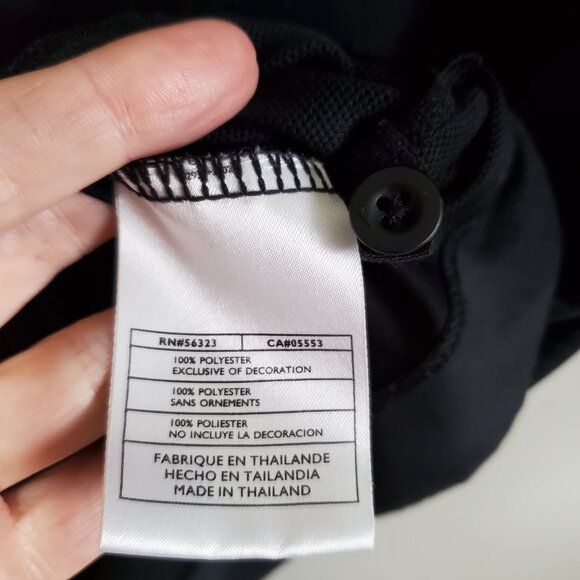 RN#56323 CA#05553
100% POLYESTER
EXCLUSIVE OF DECORATION
100% POLYESTER
SANS ORNEMENTS
100% POLIESTER
NO INCLUYE LA DECORACION
FABRIQUE EN THAILANDE
HECHO EN TAILANDIA
MADE IN THAILAND